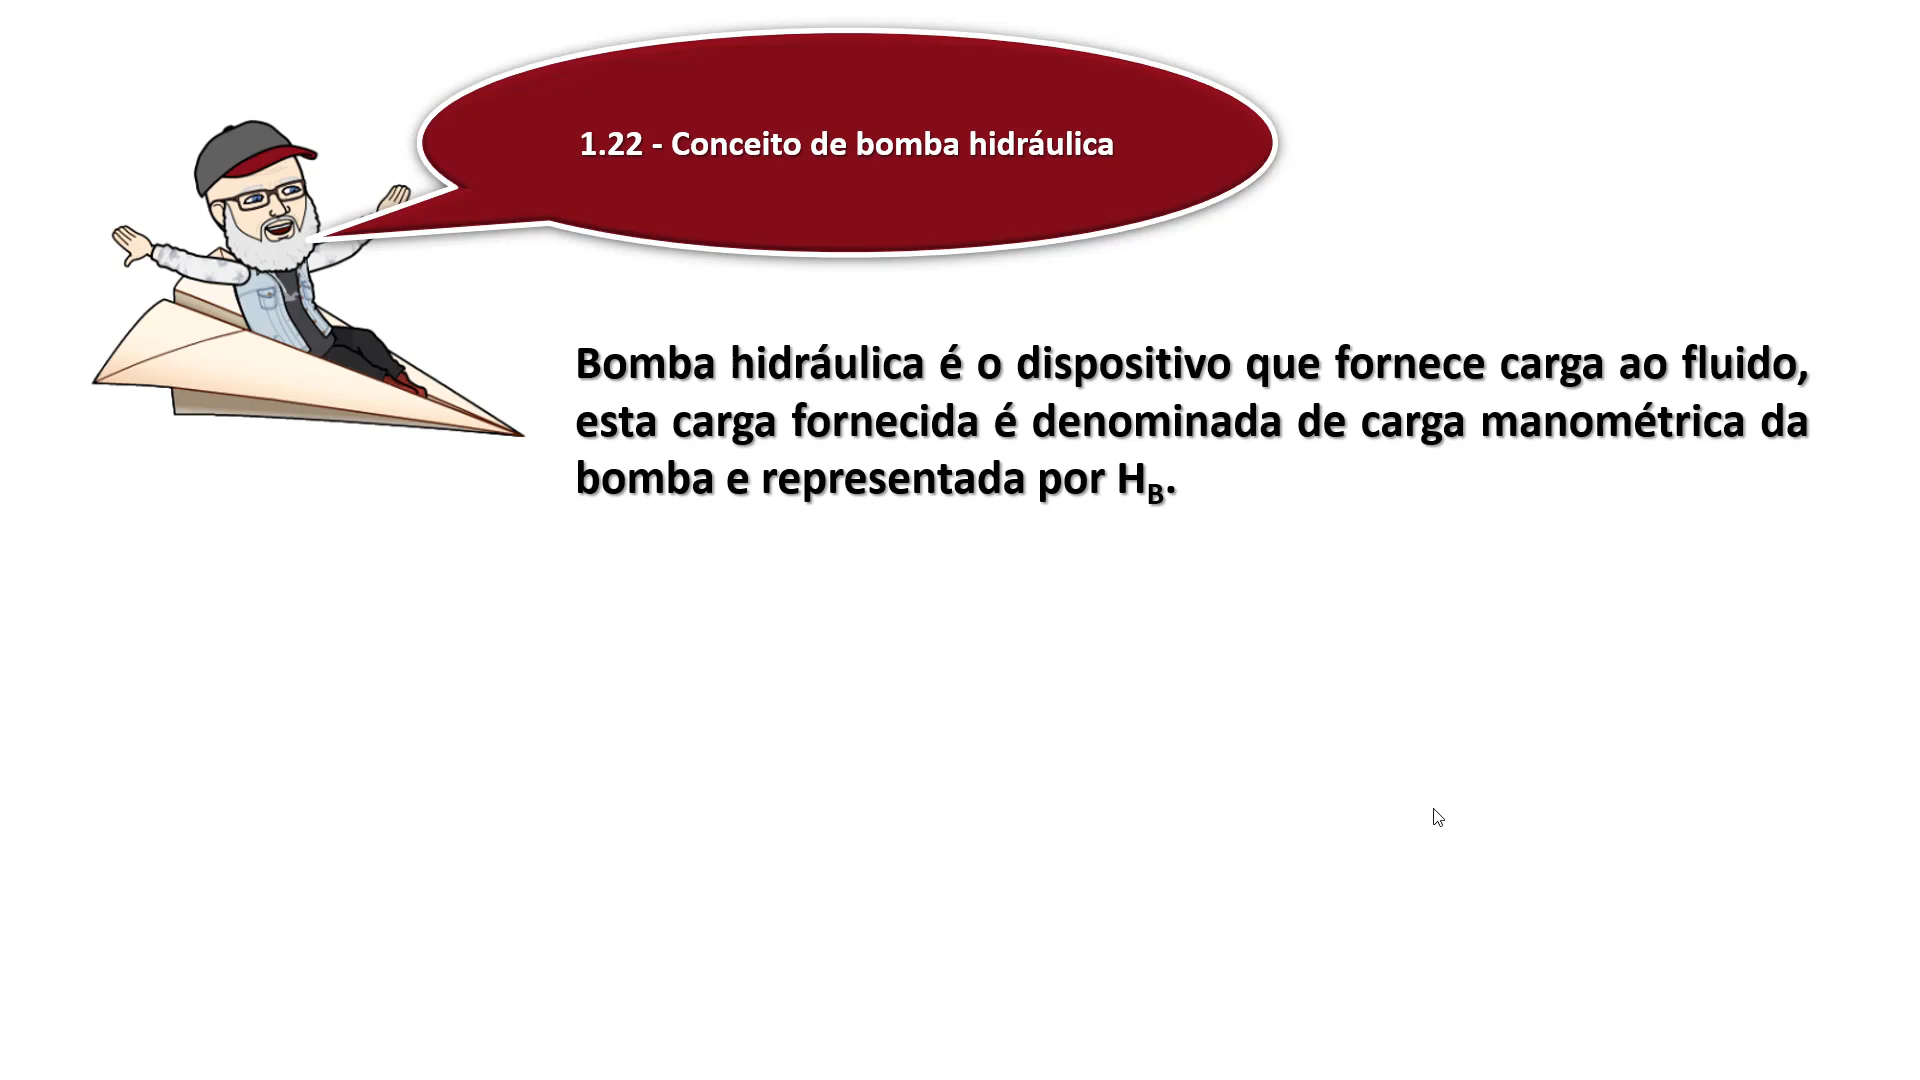 1.22 - Conceito de bomba hidráulica
Bomba hidráulica é o dispositivo que fornece carga ao fluido,
esta carga fornecida é denominada de carga manométrica da
bomba e representada por H_B.